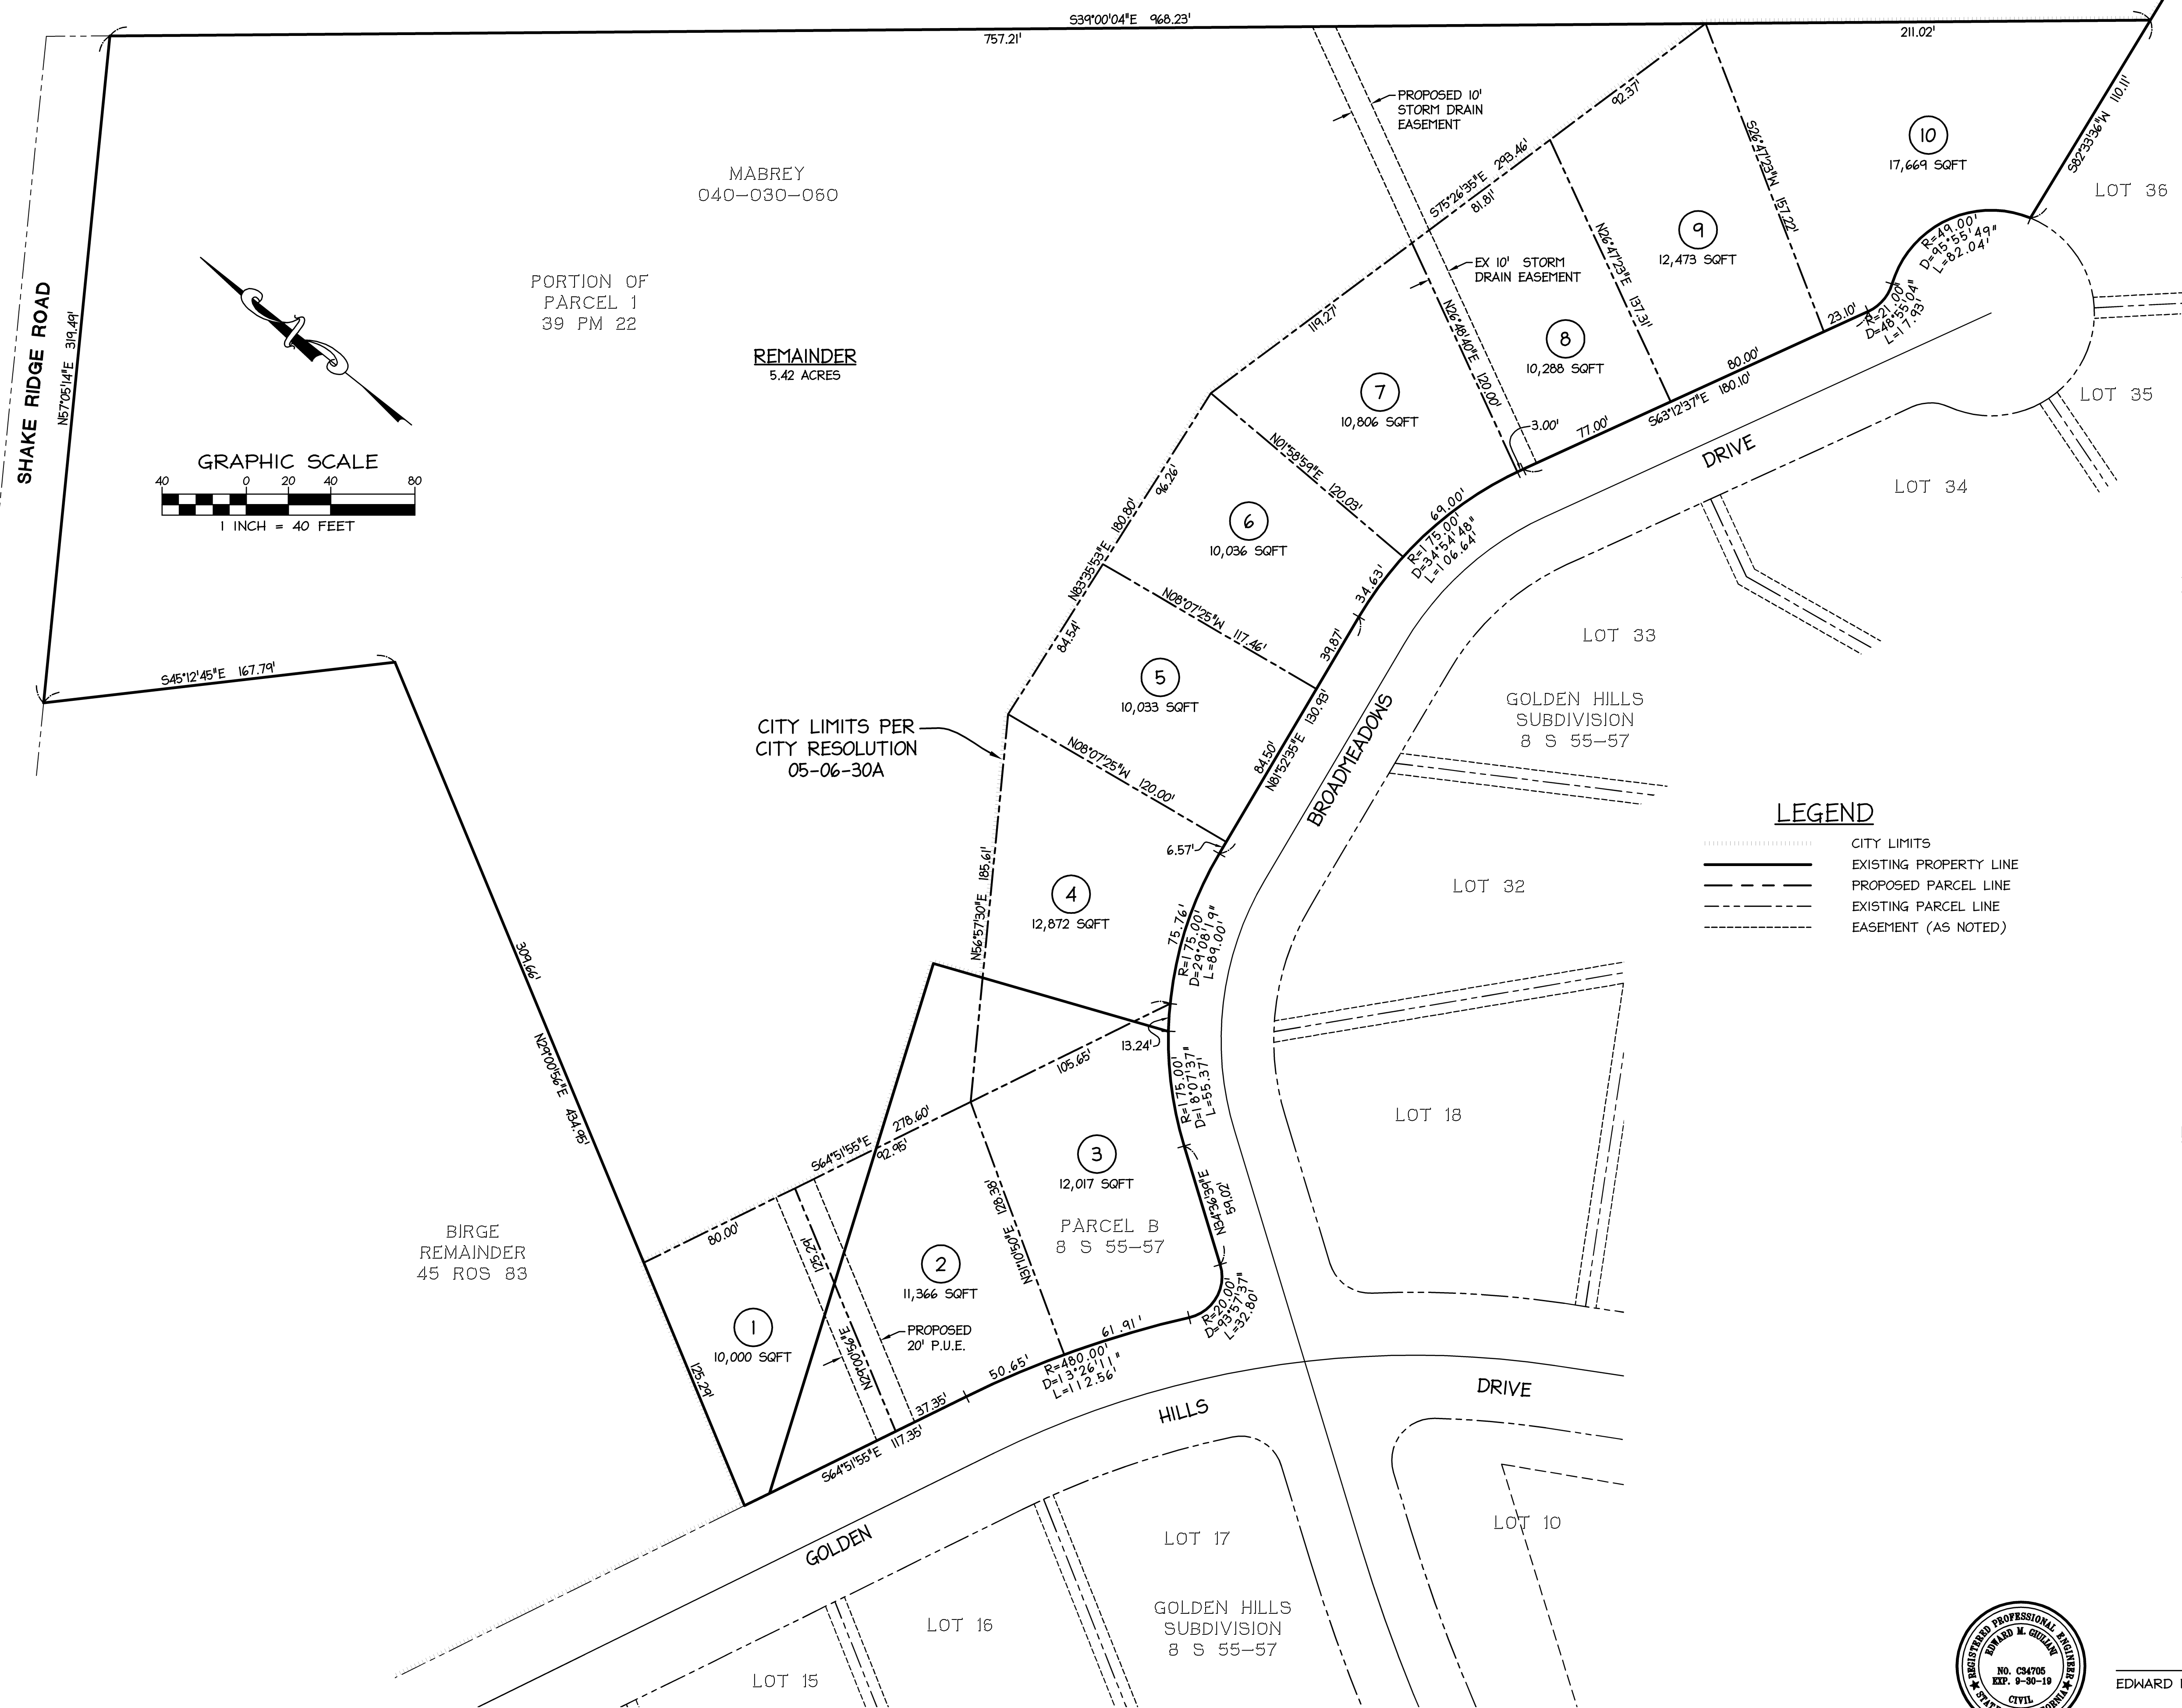 S39°00'04"E 968.23'
757.21'
211.02'
SHAKE RIDGE ROAD
N57°05'14"E 319.49'
MABREY
040-030-060
PORTION OF
PARCEL 1
39 PM 22
REMAINDER
5.42 ACRES
GRAPHIC SCALE
40 0 20 40 80
1 INCH = 40 FEET
PROPOSED 10'
STORM DRAIN
EASEMENT
92.37'
S75°26'35"E 293.46'
81.81'
119.27'
EX 10' STORM
DRAIN EASEMENT
S26°47'23"W 157.22'
10
17,669 SQFT
S82°33'36"W 110.11'
LOT 36
9
12,473 SQFT
N26°47'23"E 137.31'
R=49.00'
D=95°55'49"
L=82.04'
R=21.00'
D=48°55'04"
L=17.93'
23.10'
8
10,288 SQFT
N26°48'40"E 120.00'
80.00'
S63°12'37"E 180.10'
77.00'
3.00'
7
10,806 SQFT
N01°58'59"E 120.03'
LOT 35
LOT 34
DRIVE
96.26'
N83°35'53"E 180.80'
84.54'
6
10,036 SQFT
69.00'
R=175.00'
D=34°54'48"
L=106.64'
34.63'
N08°07'25"W 117.46'
39.87'
LOT 33
5
10,033 SQFT
GOLDEN HILLS
SUBDIVISION
8 S 55-57
S45°12'45"E 167.79'
CITY LIMITS PER
CITY RESOLUTION
05-06-30A
N08°07'25"W 120.00'
84.50'
N81°52'35"E 130.93'
BROADMEADOWS
6.57'
LEGEND
CITY LIMITS
EXISTING PROPERTY LINE
PROPOSED PARCEL LINE
EXISTING PARCEL LINE
EASEMENT (AS NOTED)
N56°57'30"E 185.61'
4
12,872 SQFT
LOT 32
75.76'
R=175.00'
D=29°08'19"
L=89.00'
309.66'
N29°00'56"E 434.95'
13.24'
105.65'
R=175.00'
D=18°07'37"
L=55.37'
LOT 18
S64°51'55"E 278.60'
92.95'
80.00'
3
12,017 SQFT
PARCEL B
8 S 55-57
N34°36'39"E
59.02'
N31°10'50"E 128.38'
BIRGE
REMAINDER
45 ROS 83
125.29'
N29°00'56"E
2
11,366 SQFT
PROPOSED
20' P.U.E.
1
10,000 SQFT
125.29'
R=20.00'
D=93°57'37"
L=32.80'
61.91'
50.65'
R=480.00'
D=13°26'11"
L=112.56'
37.35'
S64°51'55"E 117.35'
GOLDEN
HILLS
DRIVE
LOT 10
LOT 17
LOT 16
LOT 15
GOLDEN HILLS
SUBDIVISION
8 S 55-57
REGISTERED PROFESSIONAL ENGINEER
EDWARD M. GIULIANI
NO. C34705
EXP. 9-30-19
CIVIL
EDWARD